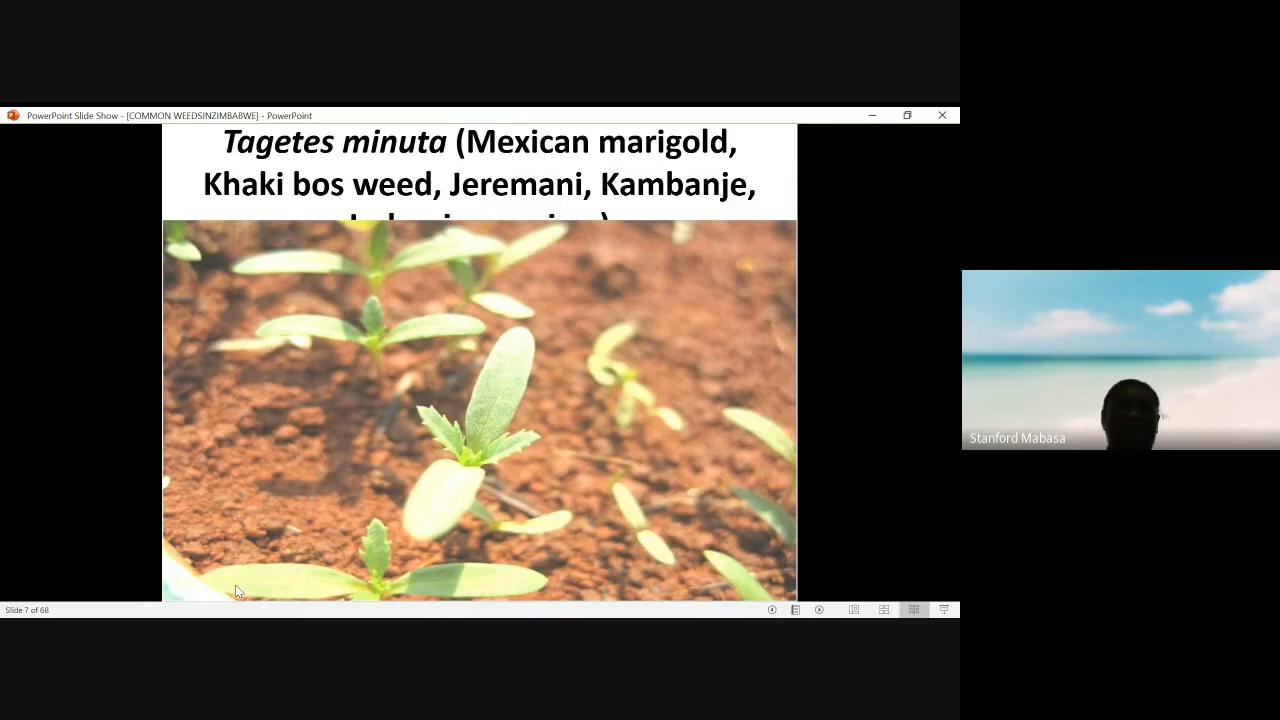 PowerPoint Slide Show - [COMMON WEEDSINZIMBABWE] - PowerPoint
Tagetes minuta (Mexican marigold,
Khaki bos weed, Jeremani, Kambanje,
Stanford Mabasa
Slide 7 of 68